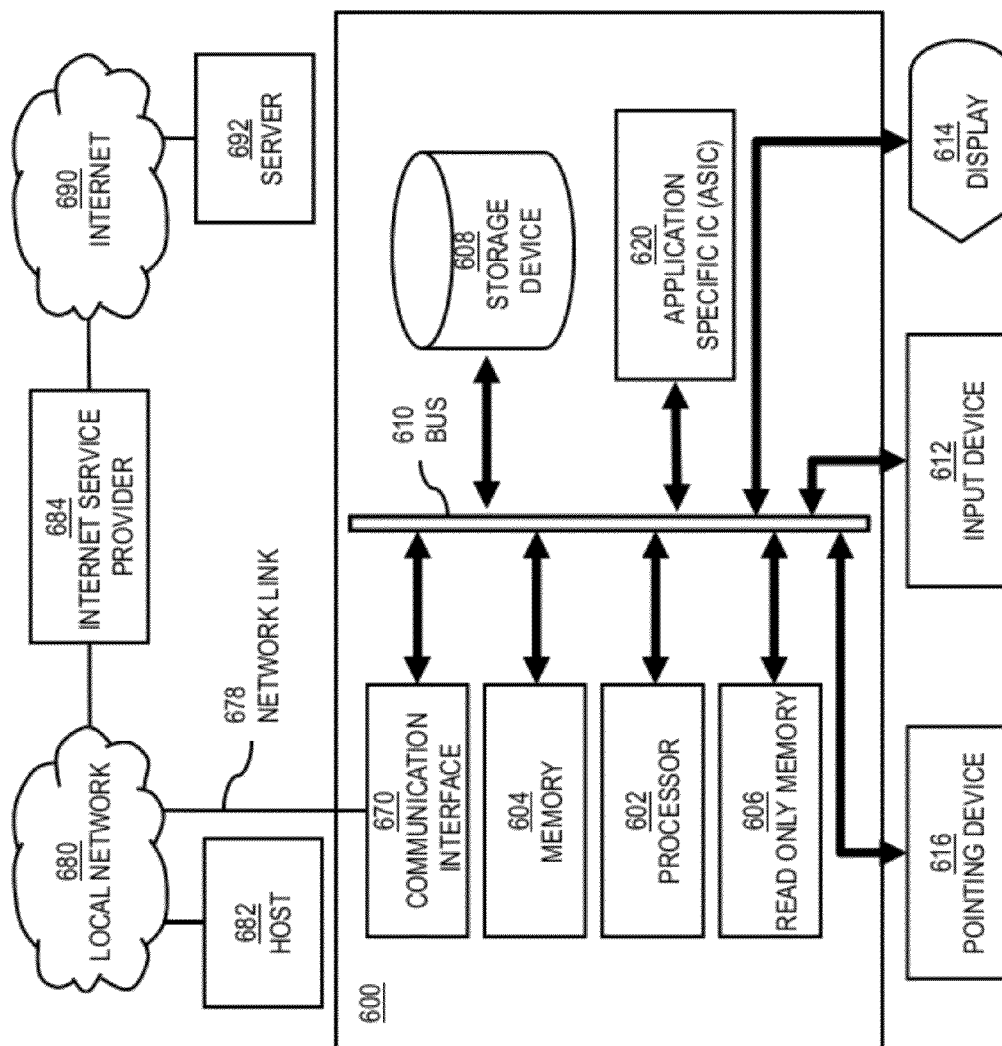 680
LOCAL NETWORK
684
INTERNET SERVICE
PROVIDER
690
INTERNET
682
HOST
678
NETWORK LINK
692
SERVER
600
670
COMMUNICATION
INTERFACE
604
MEMORY
602
PROCESSOR
606
READ ONLY MEMORY
610
BUS
608
STORAGE
DEVICE
620
APPLICATION
SPECIFIC IC (ASIC)
616
POINTING DEVICE
612
INPUT DEVICE
614
DISPLAY